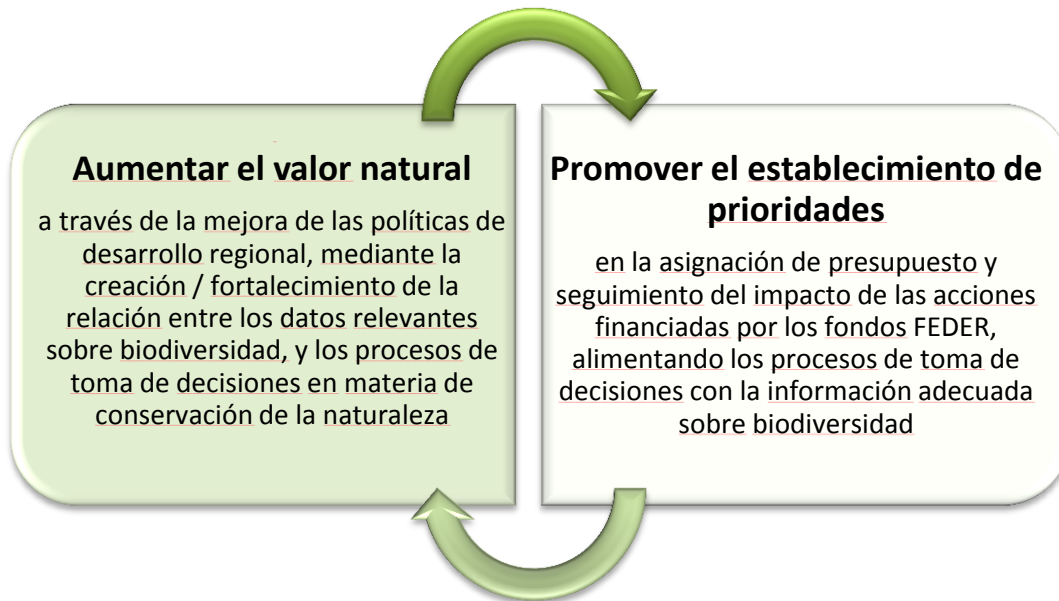 Aumentar el valor natural
a través de la mejora de las políticas de
desarrollo regional, mediante la
creación / fortalecimiento de la
relación entre los datos relevantes
sobre biodiversidad, y los procesos de
toma de decisiones en materia de
conservación de la naturaleza
Promover el establecimiento de
prioridades
en la asignación de presupuesto y
seguimiento del impacto de las acciones
financiadas por los fondos FEDER,
alimentando los procesos de toma de
decisiones con la información adecuada
sobre biodiversidad